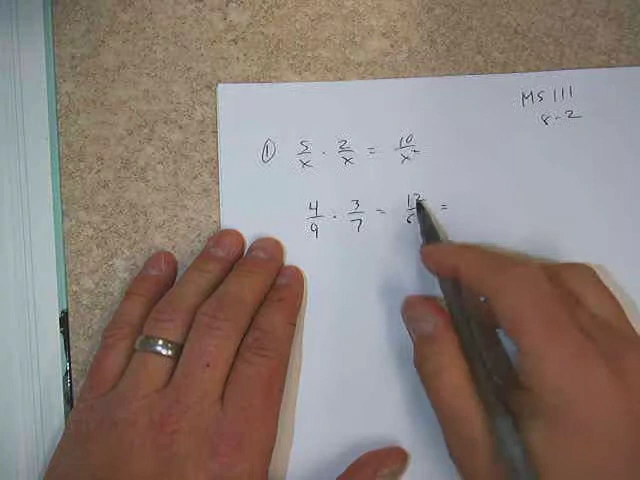 MS 111
8-2
① 5/x · 2/x = 10/x²
4/9 · 3/7 = 12/6 =